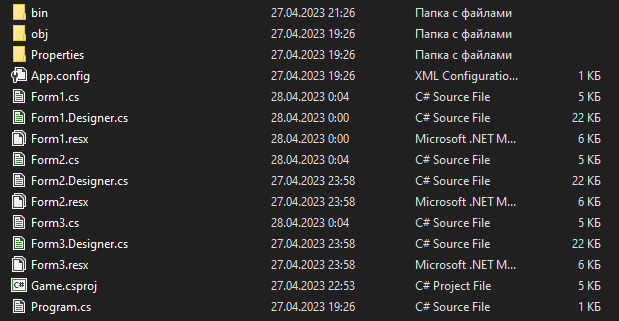 bin 27.04.2023 21:26 Папка с файлами
obj 27.04.2023 19:26 Папка с файлами
Properties 27.04.2023 19:26 Папка с файлами
App.config 27.04.2023 19:26 XML Configuratio... 1 КБ
Form1.cs 28.04.2023 0:04 C# Source File 5 КБ
Form1.Designer.cs 28.04.2023 0:00 C# Source File 22 КБ
Form1.resx 28.04.2023 0:00 Microsoft .NET M... 6 КБ
Form2.cs 28.04.2023 0:04 C# Source File 5 КБ
Form2.Designer.cs 27.04.2023 23:58 C# Source File 22 КБ
Form2.resx 27.04.2023 23:58 Microsoft .NET M... 6 КБ
Form3.cs 28.04.2023 0:04 C# Source File 5 КБ
Form3.Designer.cs 27.04.2023 23:58 C# Source File 22 КБ
Form3.resx 27.04.2023 23:58 Microsoft .NET M... 6 КБ
C# Game.csproj 27.04.2023 22:53 C# Project File 5 КБ
Program.cs 27.04.2023 19:26 C# Source File 1 КБ